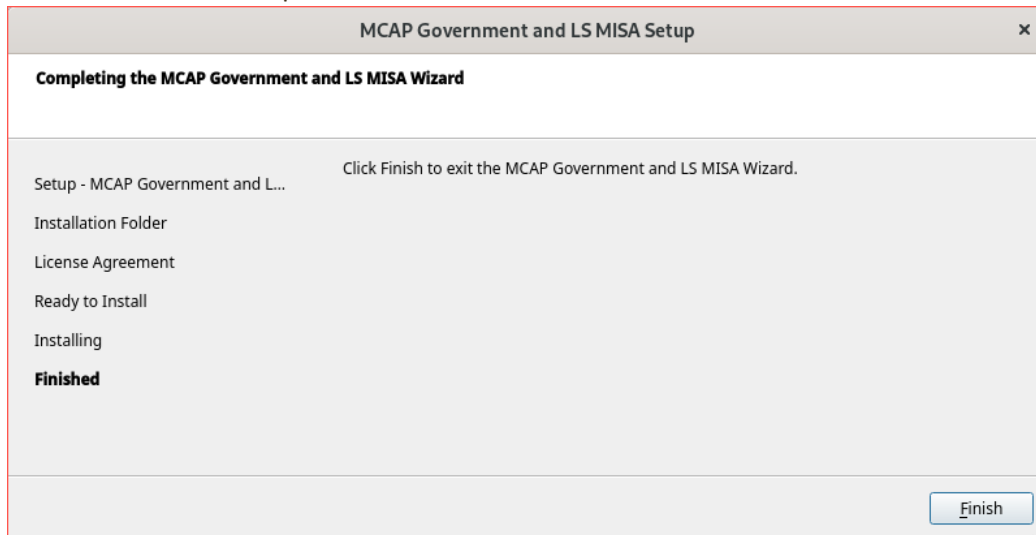 MCAP Government and LS MISA Setup
Completing the MCAP Government and LS MISA Wizard
Click Finish to exit the MCAP Government and LS MISA Wizard.
Setup - MCAP Government and L...
Installation Folder
License Agreement
Ready to Install
Installing
Finished
Finish